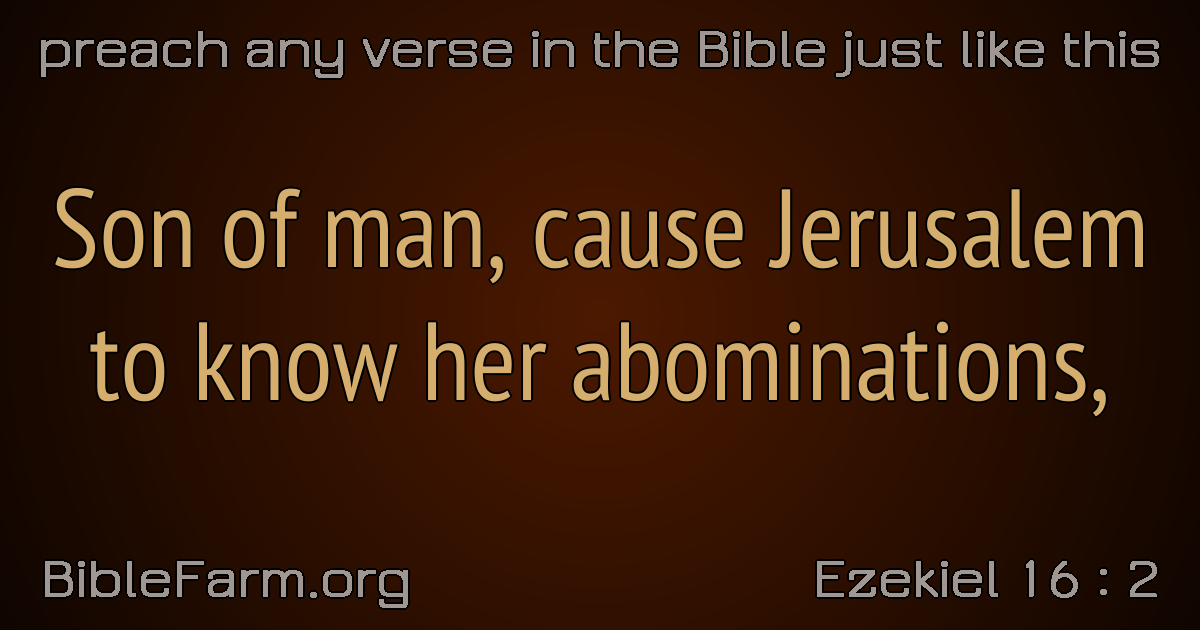 preach any verse in the Bible just like this
Son of man, cause Jerusalem
to know her abominations,
BibleFarm.org
Ezekiel 16 : 2